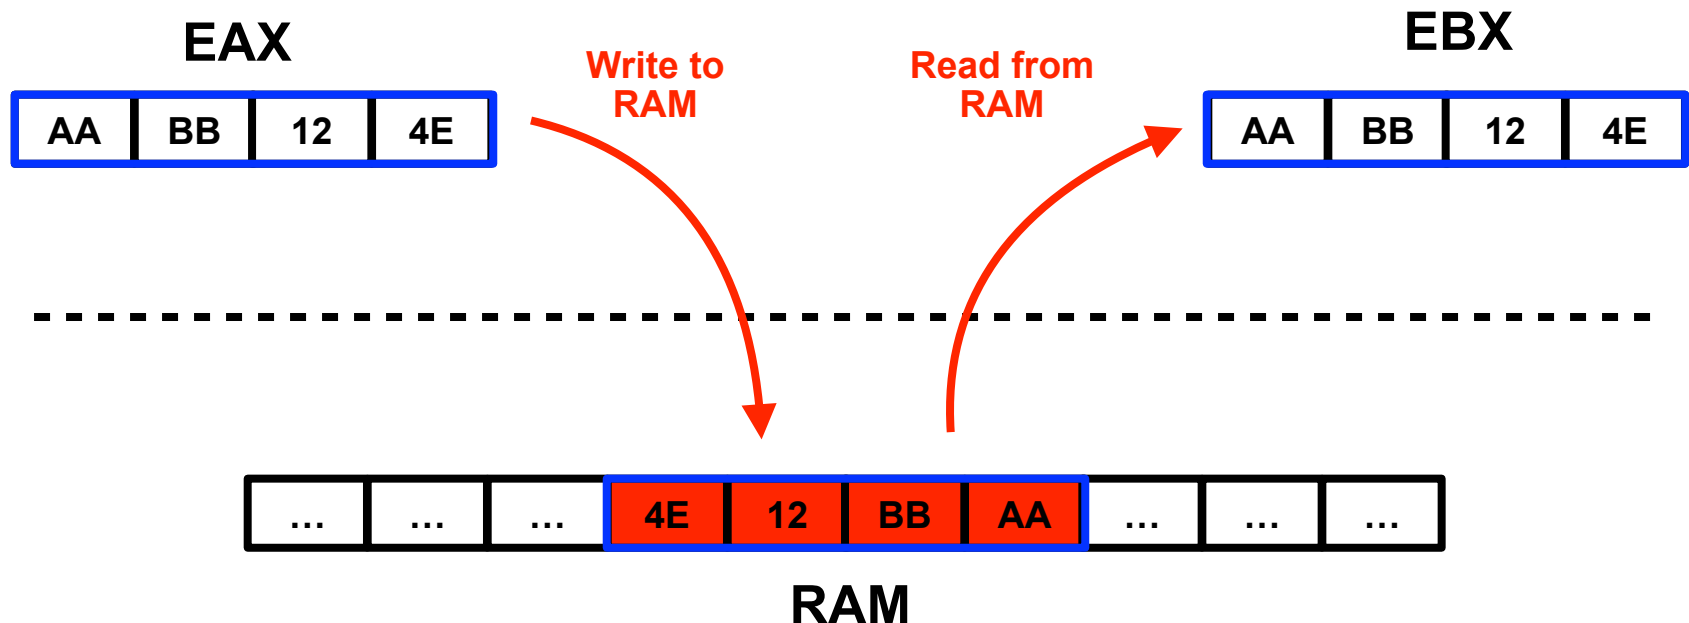 EAX
EBX
Write to
RAM
Read from
RAM
AA BB 12 4E
AA BB 12 4E
... ... ... 4E 12 BB AA ... ... ...
RAM